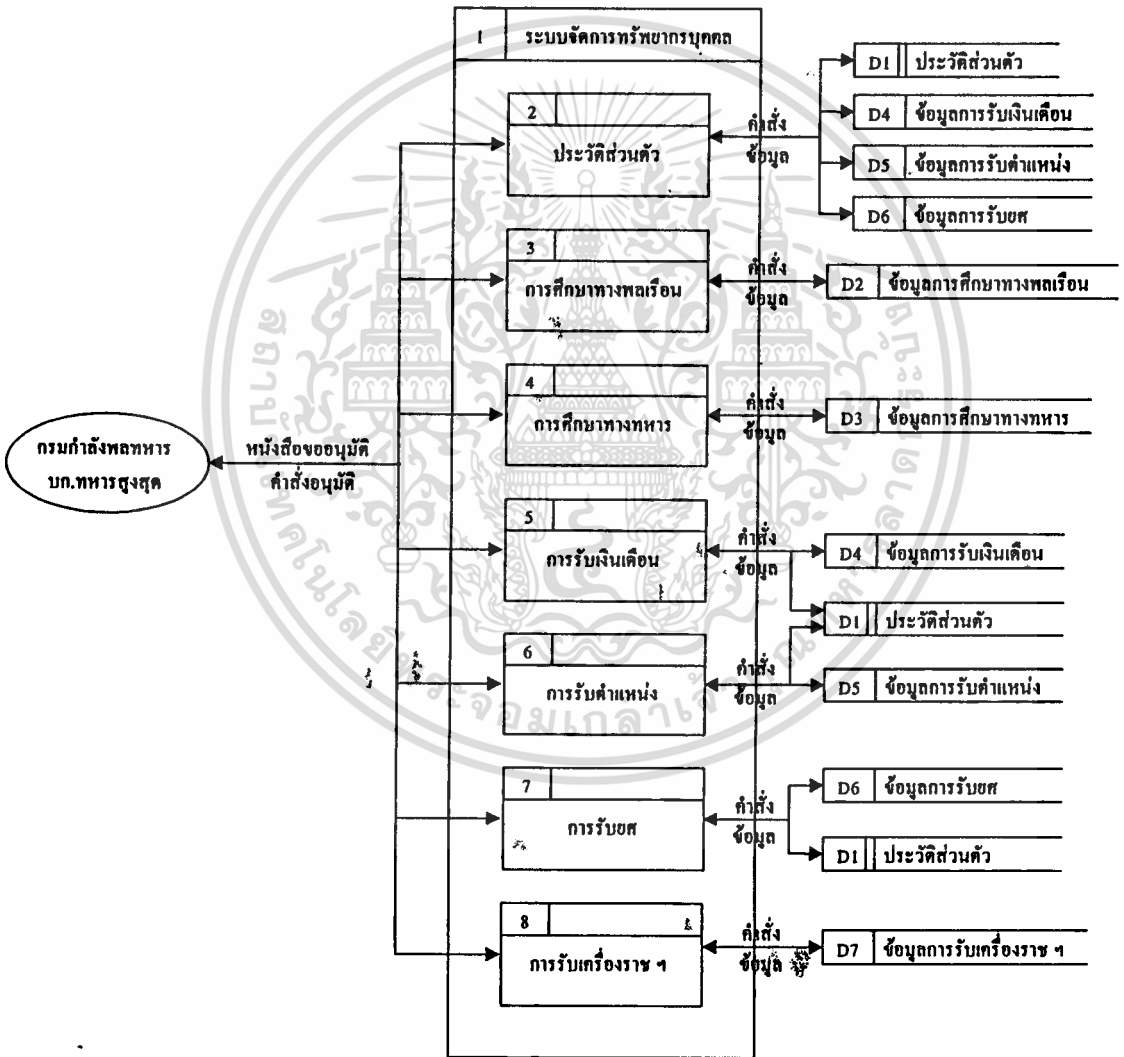 1 ระบบจัดการทรัพยากรบุคคล
2
ประวัติส่วนตัว
คำสั่ง
ข้อมูล
D1 ประวัติส่วนตัว
D4 ข้อมูลการรับเงินเดือน
D5 ข้อมูลการรับตำแหน่ง
D6 ข้อมูลการรับยศ
3
การศึกษาทางพลเรือน
คำสั่ง
ข้อมูล
D2 ข้อมูลการศึกษาทางพลเรือน
4
การศึกษาทางทหาร
คำสั่ง
ข้อมูล
D3 ข้อมูลการศึกษาทางทหาร
กรมกำลังพลทหาร
บก.ทหารสูงสุด
หนังสือขออนุมัติ
คำสั่งอนุมัติ
5
การรับเงินเดือน
คำสั่ง
ข้อมูล
D4 ข้อมูลการรับเงินเดือน
D1 ประวัติส่วนตัว
6
การรับตำแหน่ง
คำสั่ง
ข้อมูล
D5 ข้อมูลการรับตำแหน่ง
7
การรับยศ
คำสั่ง
ข้อมูล
D6 ข้อมูลการรับยศ
D1 ประวัติส่วนตัว
8
การรับเครื่องราช ฯ
คำสั่ง
ข้อมูล
D7 ข้อมูลการรับเครื่องราช ฯ